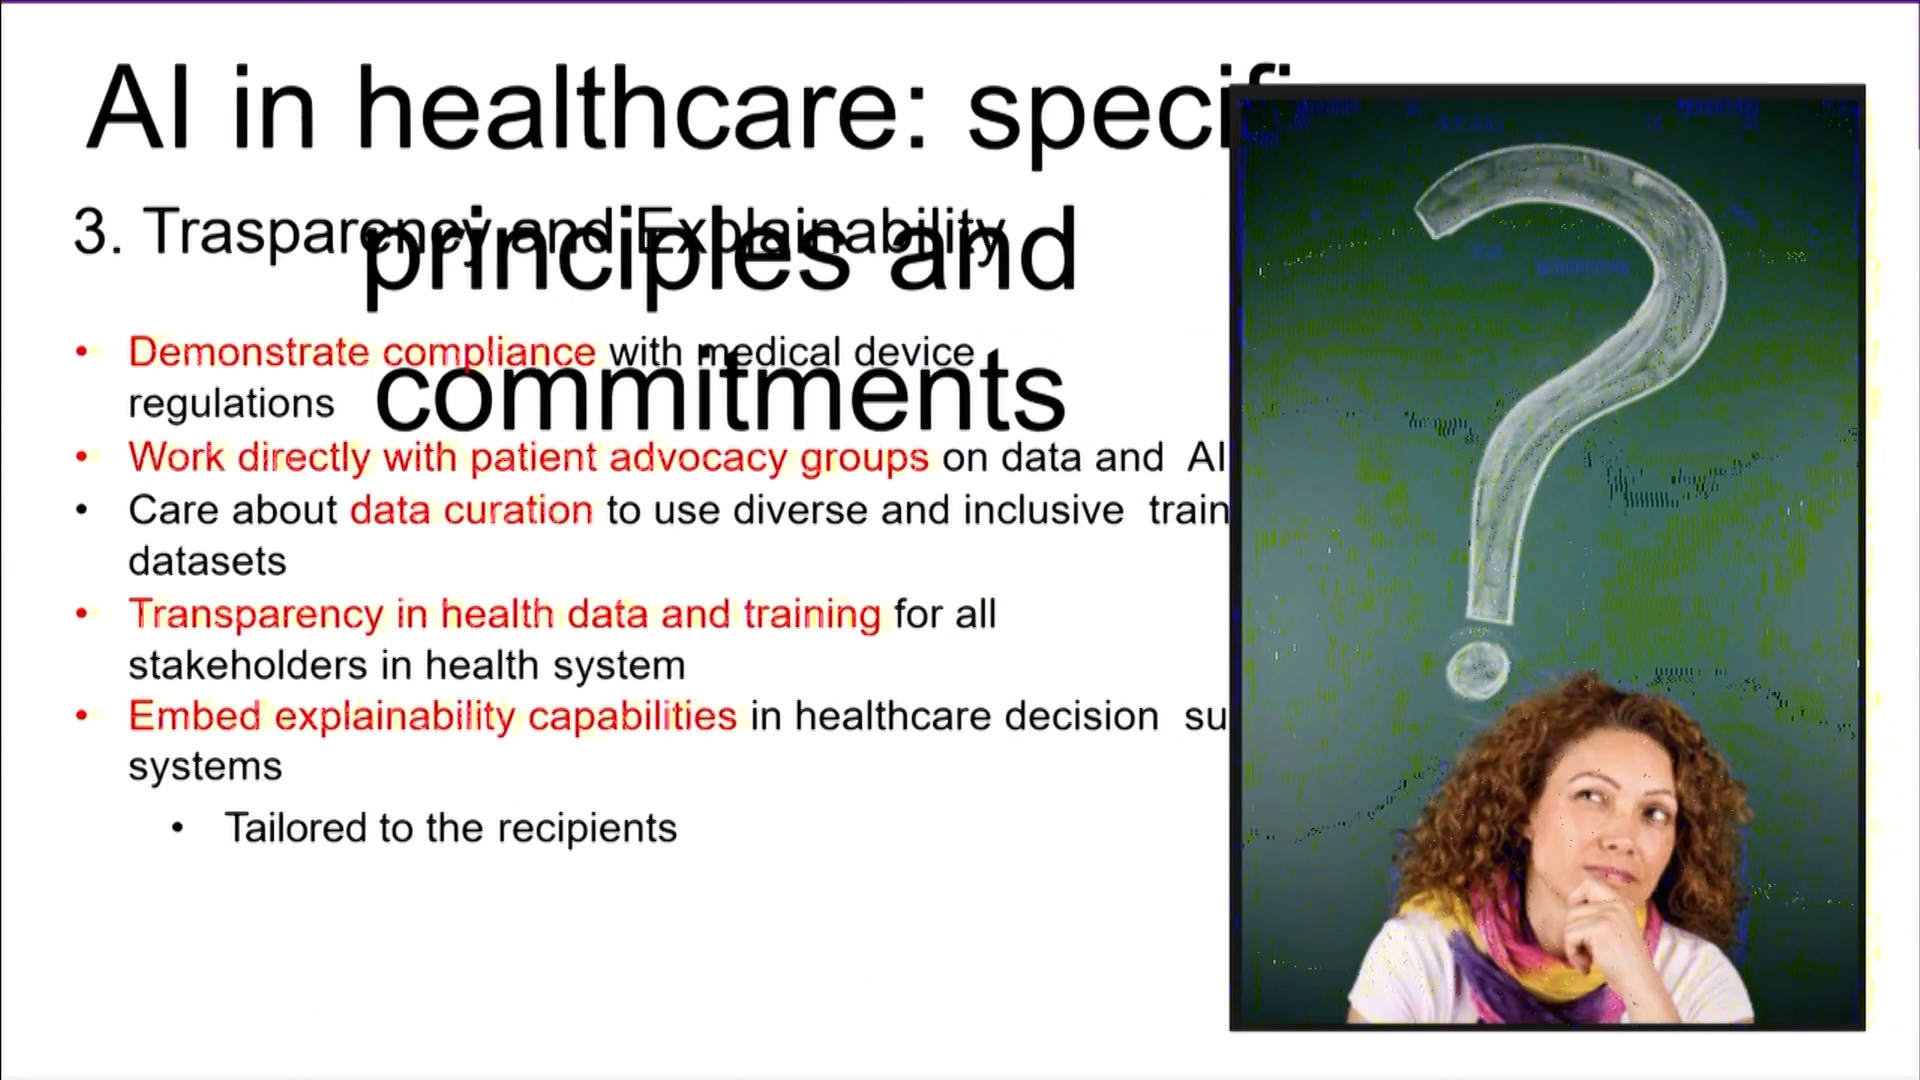 AI in healthcare: specifi
principles and
commitments
3. Trasparency and Explainability
• Demonstrate compliance with medical device
regulations
• Work directly with patient advocacy groups on data and AI
• Care about data curation to use diverse and inclusive train
datasets
• Transparency in health data and training for all
stakeholders in health system
• Embed explainability capabilities in healthcare decision su
systems
• Tailored to the recipients